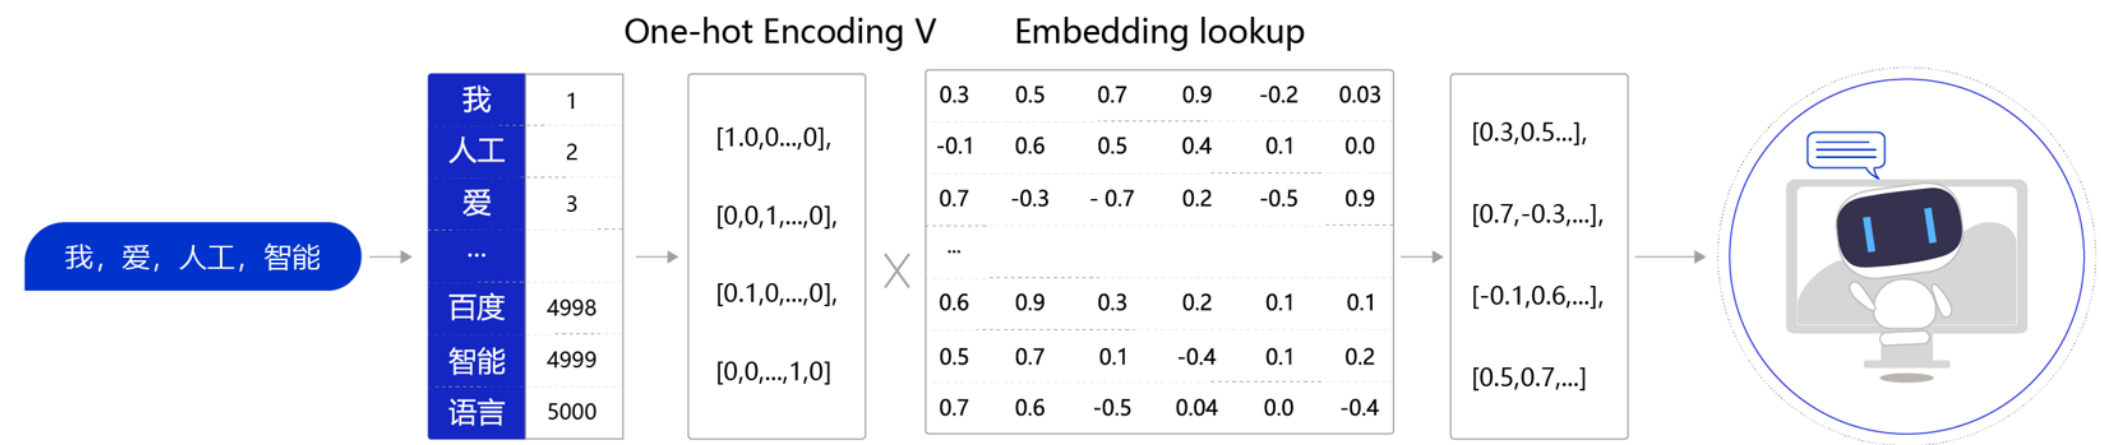 One-hot Encoding V
Embedding lookup
我，爱，人工，智能
我 1
人工 2
爱 3
...
百度 4998
智能 4999
语言 5000
[1.0,0...,0],
[0,0,1,...,0],
[0.1,0,...,0],
[0,0,...,1,0]
X
0.3 0.5 0.7 0.9 -0.2 0.03
-0.1 0.6 0.5 0.4 0.1 0.0
0.7 -0.3 - 0.7 0.2 -0.5 0.9
...
0.6 0.9 0.3 0.2 0.1 0.1
0.5 0.7 0.1 -0.4 0.1 0.2
0.7 0.6 -0.5 0.04 0.0 -0.4
[0.3,0.5...],
[0.7,-0.3,...],
[-0.1,0.6,...],
[0.5,0.7,...]